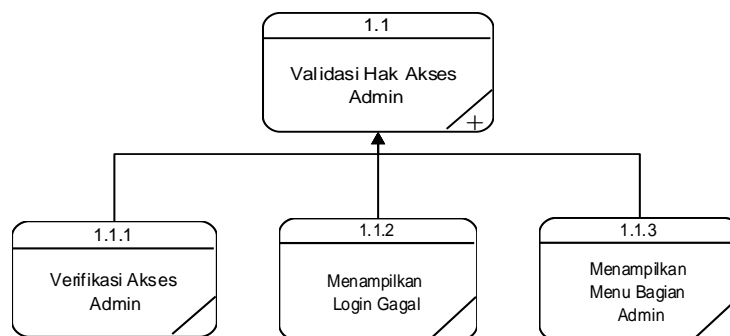 1.1
Validasi Hak Akses
Admin
+
1.1.1
Verifikasi Akses
Admin
1.1.2
Menampilkan
Login Gagal
1.1.3
Menampilkan
Menu Bagian
Admin